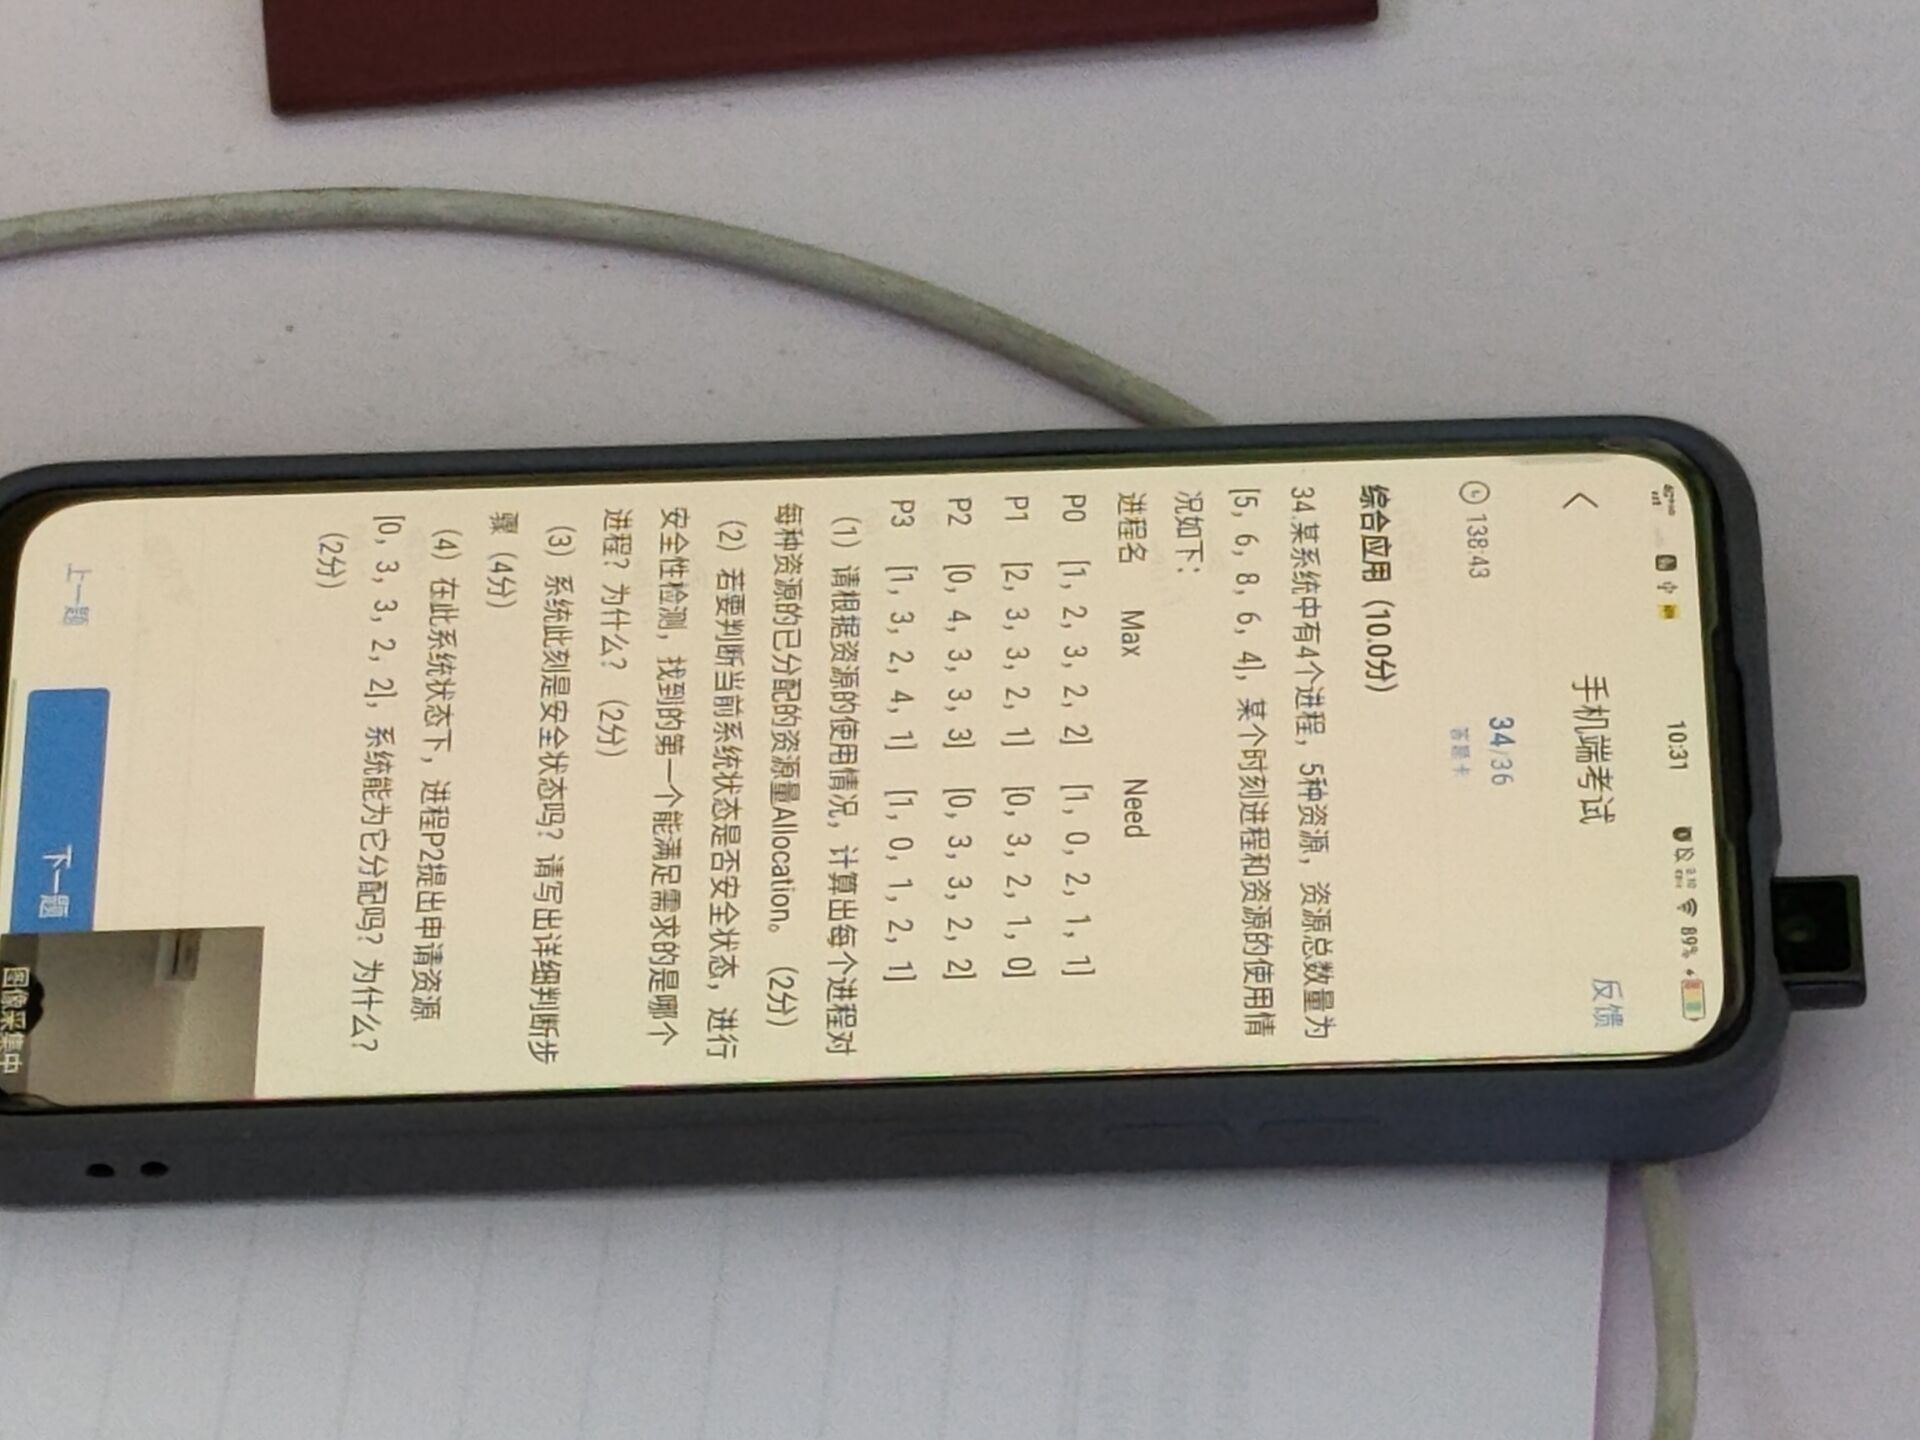 10:31
89%
手机端考试
反馈
138:43
34/36
答题卡
综合应用（10.0分）
34.某系统中有4个进程，5种资源，资源总数量为
[5，6，8，6，4]，某个时刻进程和资源的使用情
况如下：
进程名 Max Need
P0 [1，2，3，2，2] [1，0，2，1，1]
P1 [2，3，3，2，1] [0，3，2，1，0]
P2 [0，4，3，3，3] [0，3，3，2，2]
P3 [1，3，2，4，1] [1，0，1，2，1]
（1）请根据资源的使用情况，计算出每个进程对
每种资源的已分配的资源量Allocation。（2分）
（2）若要判断当前系统状态是否安全状态，进行
安全性检测，找到的第一个能满足需求的是哪个
进程？为什么？（2分）
（3）系统此刻是安全状态吗？请写出详细判断步
骤（4分）
（4）在此系统状态下，进程P2提出申请资源
[0，3，3，2，2]，系统能为它分配吗？为什么？
（2分）
上一题
下一题
图像采集中